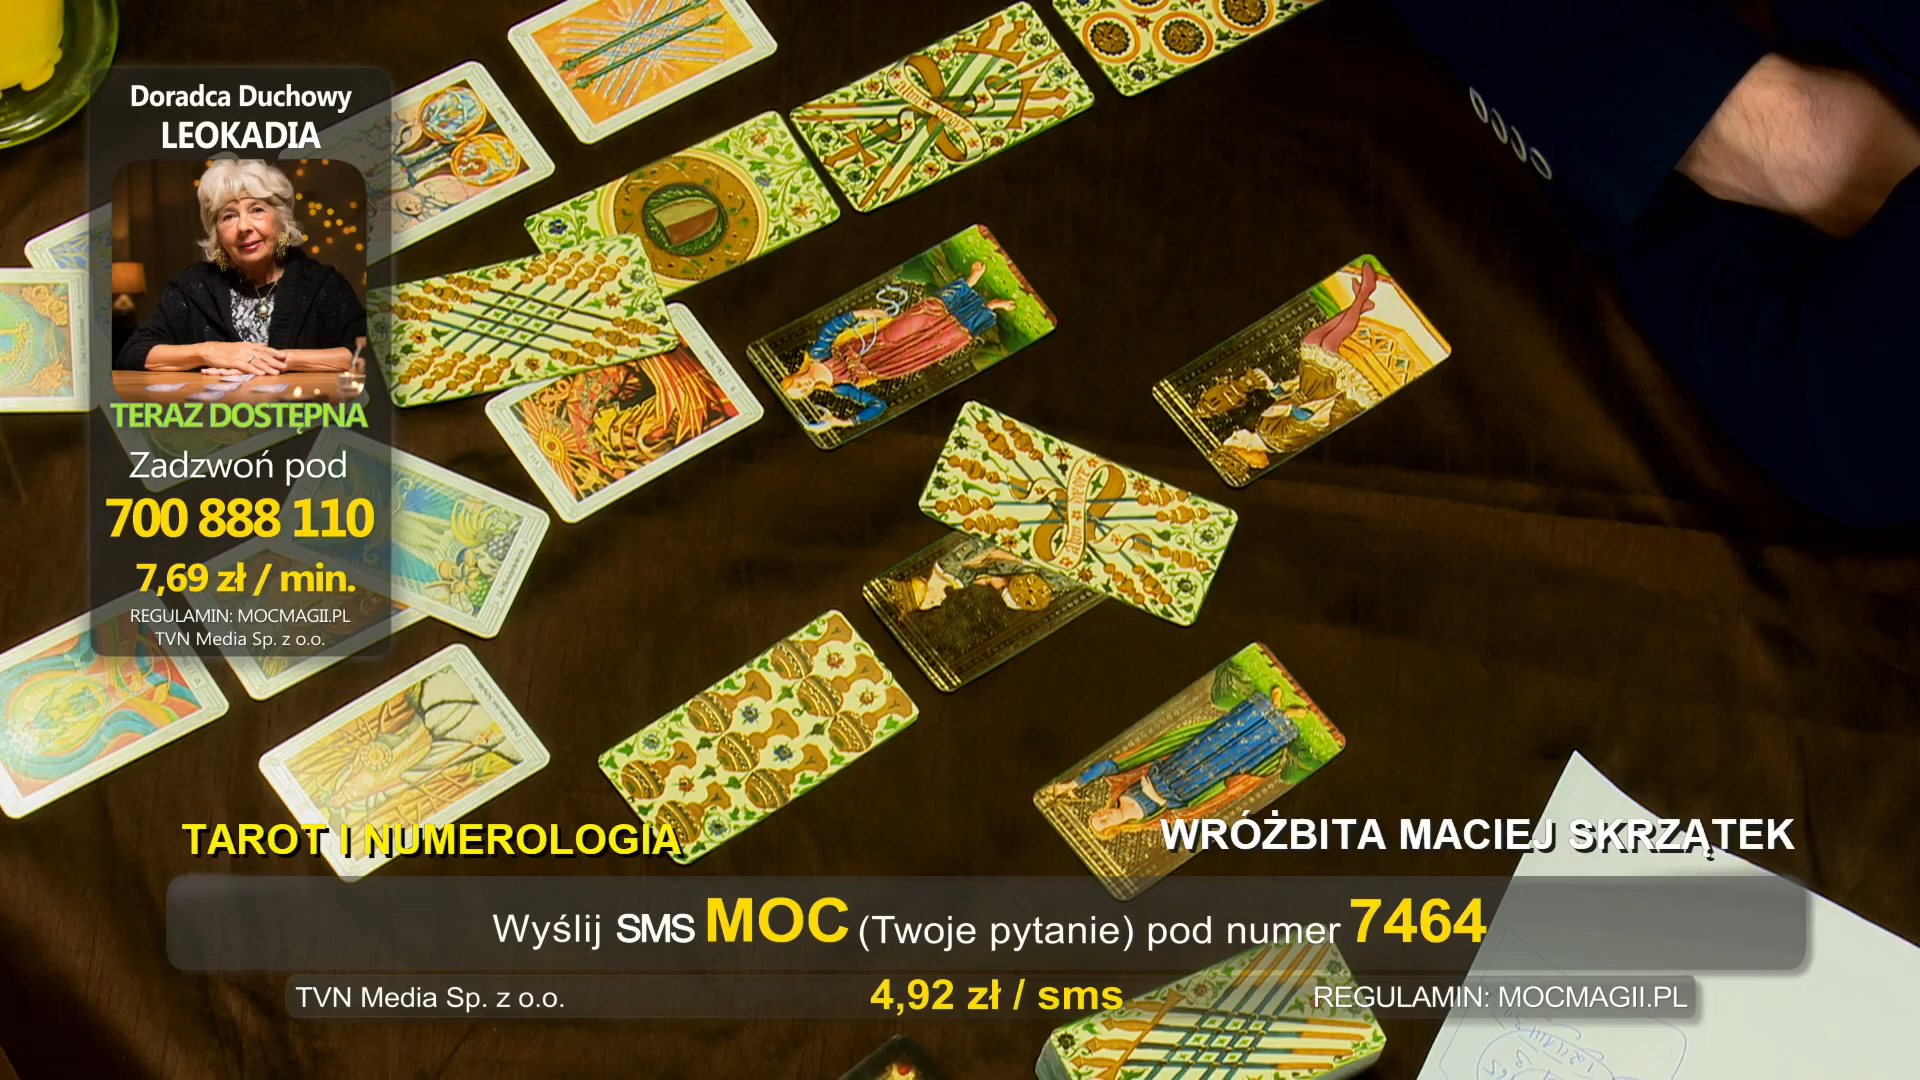 Doradca Duchowy
LEOKADIA
TERAZ DOSTĘPNA
Zadzwoń pod
700 888 110
7,69 zł / min.
REGULAMIN: MOCMAGII.PL
TVN Media Sp. z o.o.
TAROT I NUMEROLOGIA
WRÓŻBITA MACIEJ SKRZĄTEK
Wyślij SMS MOC (Twoje pytanie) pod numer 7464
TVN Media Sp. z o.o.
4,92 zł / sms
REGULAMIN: MOCMAGII.PL